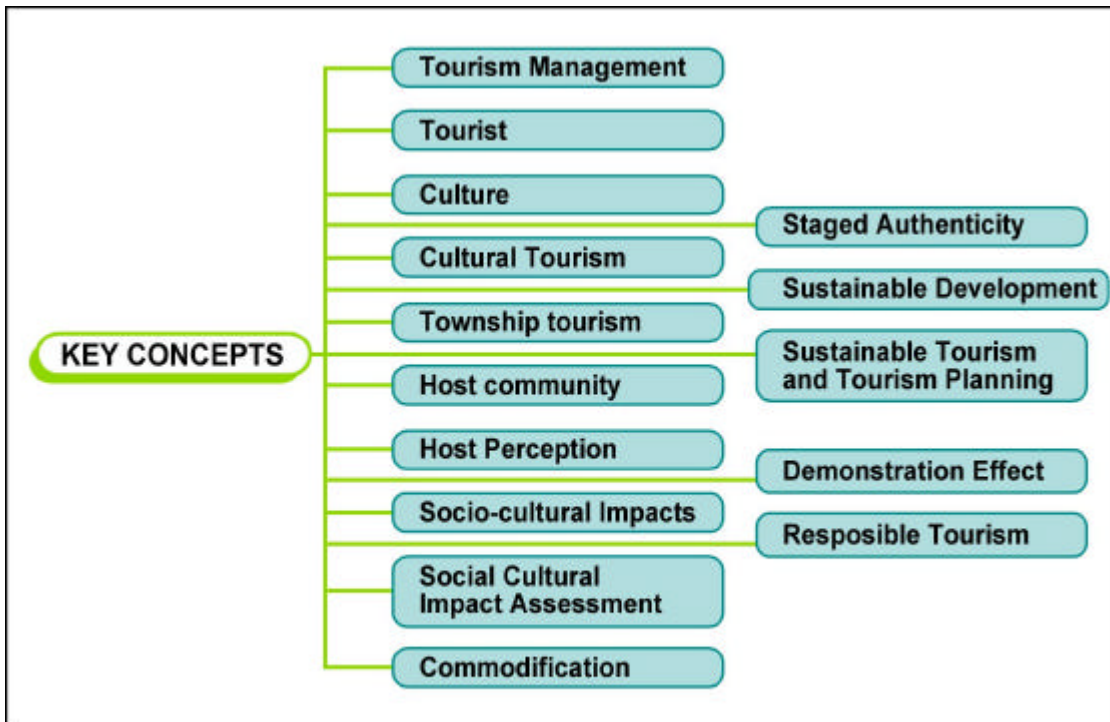 KEY CONCEPTS
Tourism Management
Tourist
Culture
Cultural Tourism
Township tourism
Host community
Host Perception
Socio-cultural Impacts
Social Cultural
Impact Assessment
Commodification
Staged Authenticity
Sustainable Development
Sustainable Tourism
and Tourism Planning
Demonstration Effect
Resposible Tourism